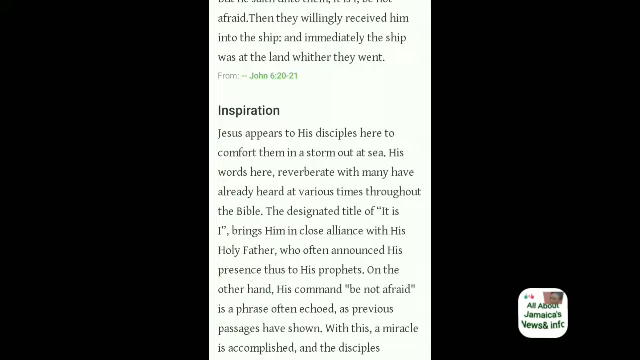 but he saith unto them, It is I; be not
afraid.Then they willingly received him
into the ship: and immediately the ship
was at the land whither they went.
From: -- John 6:20-21
Inspiration
Jesus appears to His disciples here to
comfort them in a storm out at sea. His
words here, reverberate with many have
already heard at various times throughout
the Bible. The designated title of “It is
I”, brings Him in close alliance with His
Holy Father, who often announced His
presence thus to His prophets. On the
other hand, His command "be not afraid"
is a phrase often echoed, as previous
passages have shown. With this, a miracle
is accomplished, and the disciples
All About
Jamaica's
News& info